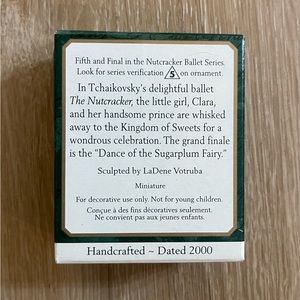 Fifth and Final in the Nutcracker Ballet Series.
Look for series verification 5 on ornament.
In Tchaikovsky's delightful ballet
The Nutcracker, the little girl, Clara,
and her handsome prince are whisked
away to the Kingdom of Sweets for a
wondrous celebration. The grand finale
is the “Dance of the Sugarplum Fairy.”
Sculpted by LaDene Votruba
Miniature
For decorative use only. Not for young children.
Conçue à des fins décoratives seulement.
Ne convient pas aux jeunes enfants.
Handcrafted ~ Dated 2000